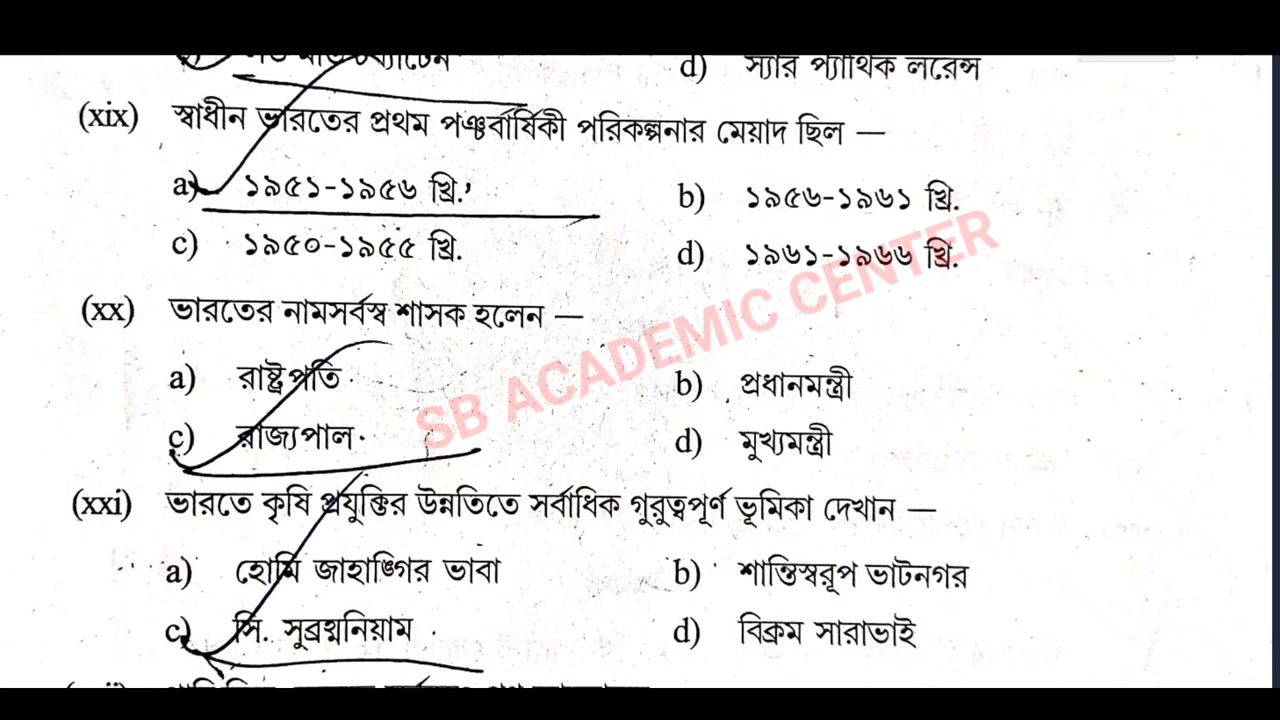 d) স্যার প্যাথিক লরেন্স
(xix) স্বাধীন ভারতের প্রথম পঞ্চবার্ষিকী পরিকল্পনার মেয়াদ ছিল —
a) ১৯৫১-১৯৫৬ খ্রি. b) ১৯৫৬-১৯৬১ খ্রি.
c) ১৯৫০-১৯৫৫ খ্রি. d) ১৯৬১-১৯৬৬ খ্রি.
(xx) ভারতের নামসর্বস্ব শাসক হলেন —
a) রাষ্ট্রপতি b) প্রধানমন্ত্রী
c) রাজ্যপাল d) মুখ্যমন্ত্রী
SB ACADEMIC CENTER
(xxi) ভারতে কৃষি প্রযুক্তির উন্নতিতে সর্বাধিক গুরুত্বপূর্ণ ভূমিকা দেখান —
a) হোমি জাহাঙ্গির ভাবা b) শান্তিস্বরূপ ভাটনগর
c) সি. সুব্রহ্মনিয়াম d) বিক্রম সারাভাই